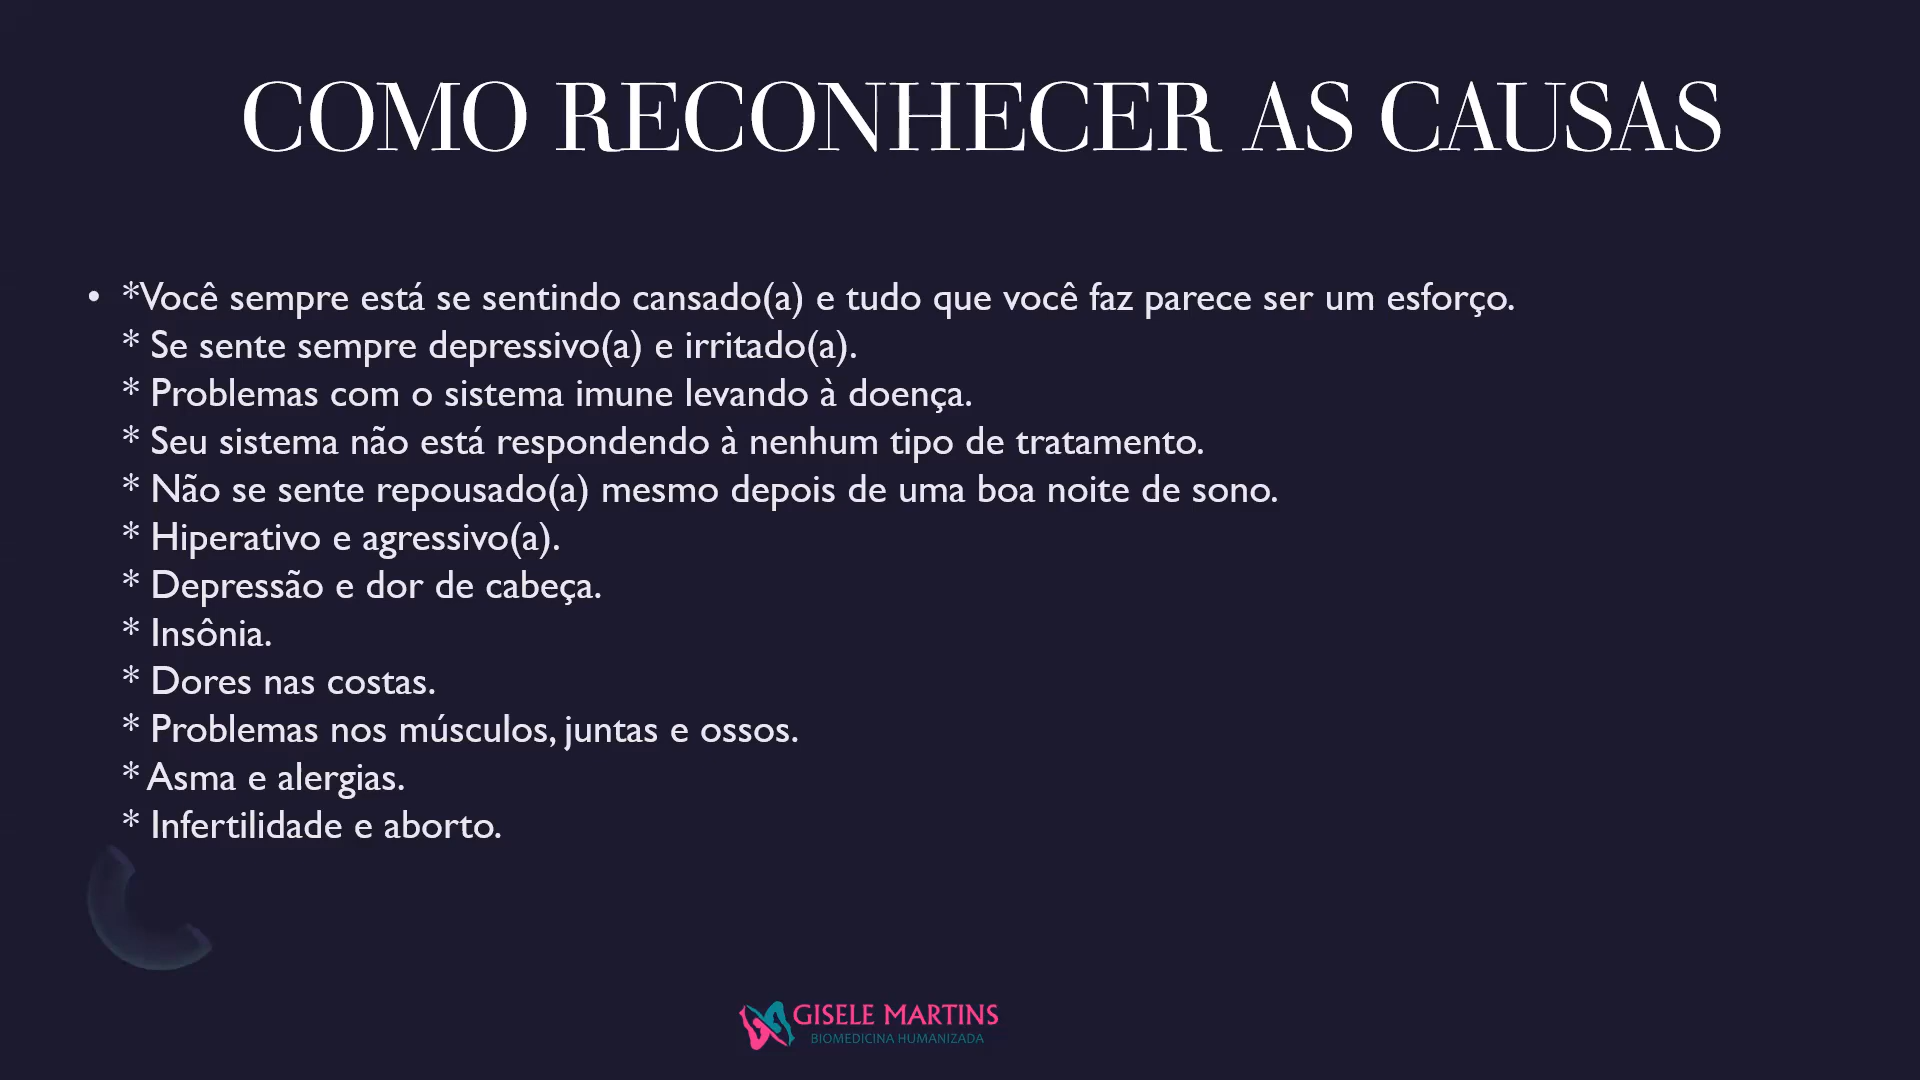 COMO RECONHECER AS CAUSAS
• *Você sempre está se sentindo cansado(a) e tudo que você faz parece ser um esforço.
* Se sente sempre depressivo(a) e irritado(a).
* Problemas com o sistema imune levando à doença.
* Seu sistema não está respondendo à nenhum tipo de tratamento.
* Não se sente repousado(a) mesmo depois de uma boa noite de sono.
* Hiperativo e agressivo(a).
* Depressão e dor de cabeça.
* Insônia.
* Dores nas costas.
* Problemas nos músculos, juntas e ossos.
* Asma e alergias.
* Infertilidade e aborto.
GISELE MARTINS
BIOMEDICINA HUMANIZADA